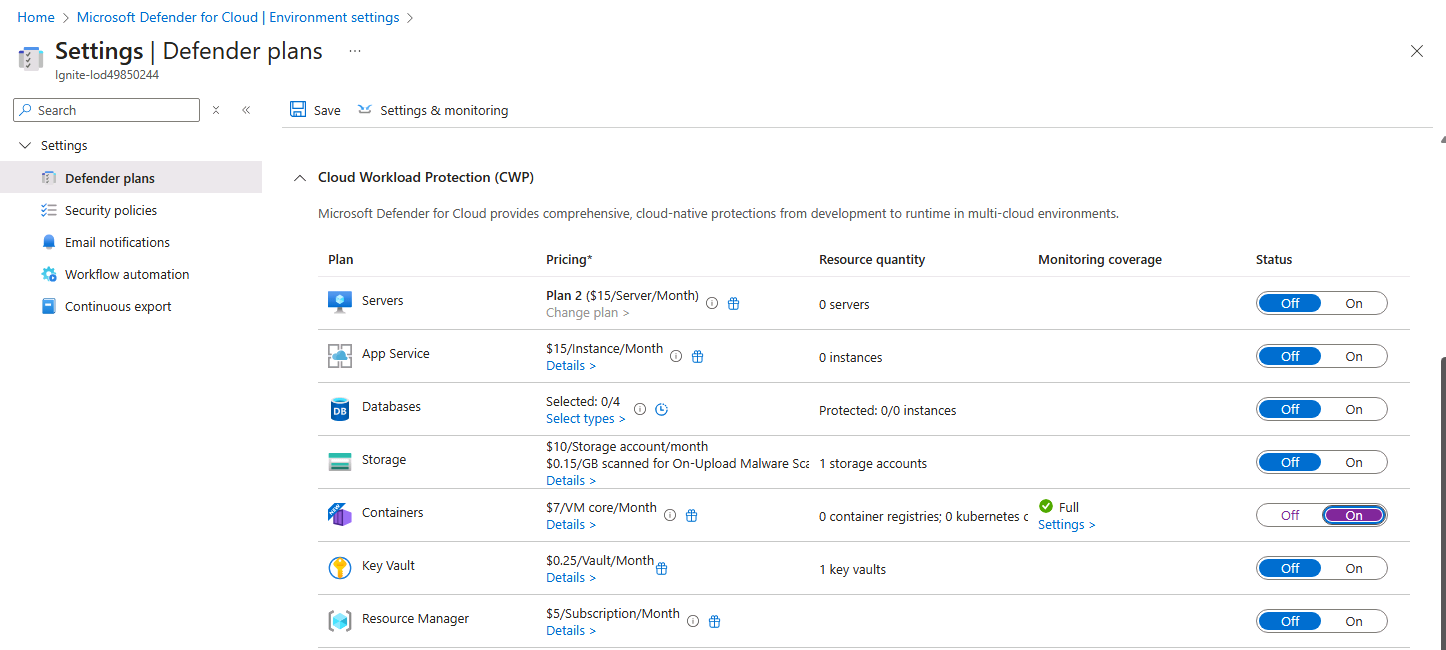 Home > Microsoft Defender for Cloud | Environment settings >
Settings | Defender plans ...
Ignite-lod49850244
Search
Save Settings & monitoring
Settings
Defender plans
Security policies
Email notifications
Workflow automation
Continuous export
Cloud Workload Protection (CWP)
Microsoft Defender for Cloud provides comprehensive, cloud-native protections from development to runtime in multi-cloud environments.
Plan Pricing* Resource quantity Monitoring coverage Status
Servers Plan 2 ($15/Server/Month) 0 servers Off On
Change plan >
App Service $15/Instance/Month 0 instances Off On
Details >
DB Databases Selected: 0/4 Protected: 0/0 instances Off On
Select types >
Storage $10/Storage account/month 1 storage accounts Off On
$0.15/GB scanned for On-Upload Malware Sca
Details >
Containers $7/VM core/Month 0 container registries; 0 kubernetes c Full Off On
Details > Settings >
Key Vault $0.25/Vault/Month 1 key vaults Off On
Details >
Resource Manager $5/Subscription/Month Off On
Details >